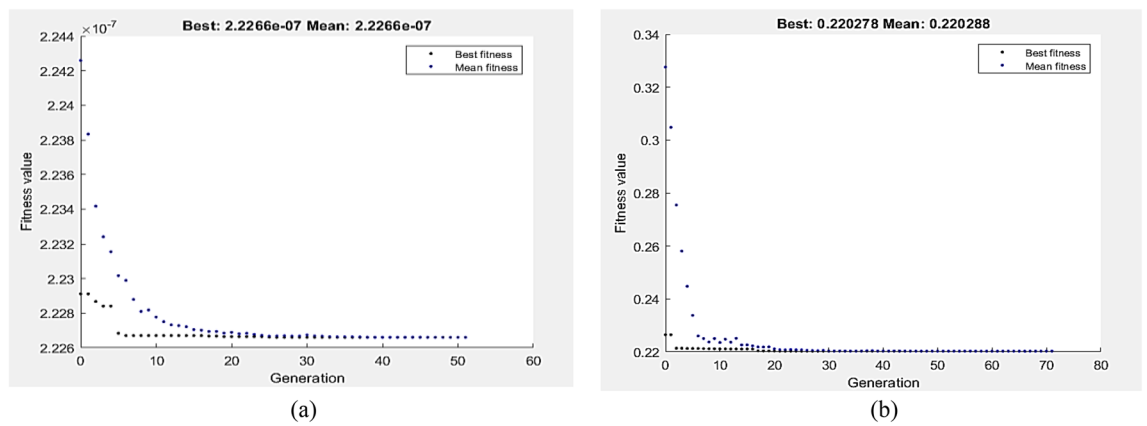 Best: 2.2266e-07 Mean: 2.2266e-07
×10⁻⁷
2.244
2.242
2.24
2.238
2.236
2.234
2.232
2.23
2.228
2.226
Fitness value
Best fitness
Mean fitness
0 10 20 30 40 50 60
Generation
(a)
Best: 0.220278 Mean: 0.220288
0.34
0.32
0.3
0.28
0.26
0.24
0.22
Fitness value
Best fitness
Mean fitness
0 10 20 30 40 50 60 70 80
Generation
(b)